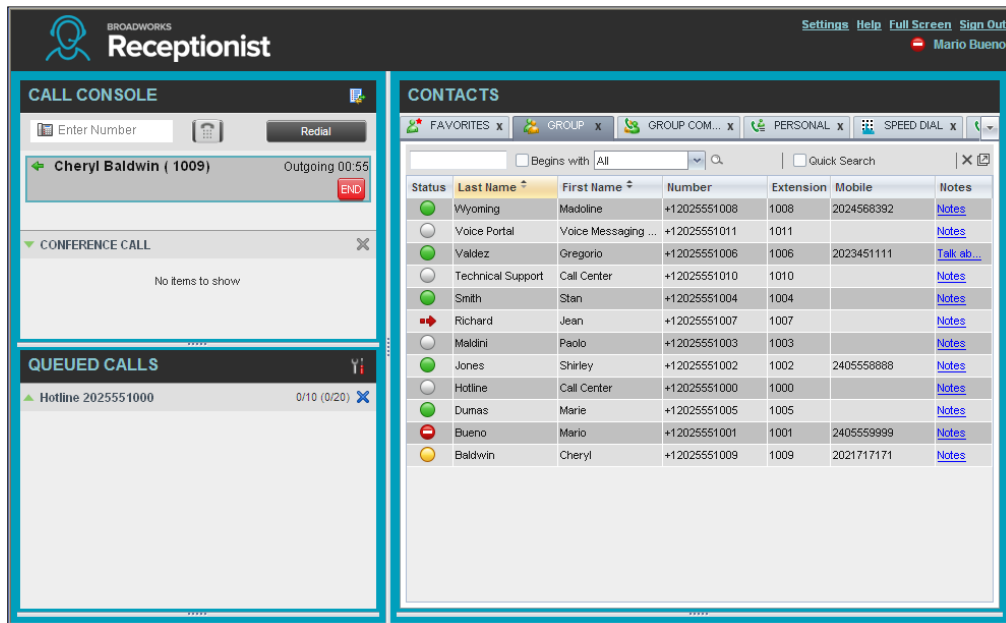 BROADWORKS
Receptionist
Settings Help Full Screen Sign Out
Mario Bueno
CALL CONSOLE
Enter Number
Redial
Cheryl Baldwin ( 1009)
Outgoing 00:55
END
CONFERENCE CALL
No items to show
QUEUED CALLS
Hotline 2025551000
0/10 (0/20)
CONTACTS
FAVORITES x GROUP x GROUP COM... x PERSONAL x SPEED DIAL x
Begins with All Quick Search
Status Last Name First Name Number Extension Mobile Notes
Wyoming Madoline +12025551008 1008 2024568392 Notes
Voice Portal Voice Messaging ... +12025551011 1011 Notes
Valdez Gregorio +12025551006 1006 2023451111 Talk ab...
Technical Support Call Center +12025551010 1010 Notes
Smith Stan +12025551004 1004 Notes
Richard Jean +12025551007 1007 Notes
Maldini Paolo +12025551003 1003 Notes
Jones Shirley +12025551002 1002 2405558888 Notes
Hotline Call Center +12025551000 1000 Notes
Dumas Marie +12025551005 1005 Notes
Bueno Mario +12025551001 1001 2405559999 Notes
Baldwin Cheryl +12025551009 1009 2021717171 Notes